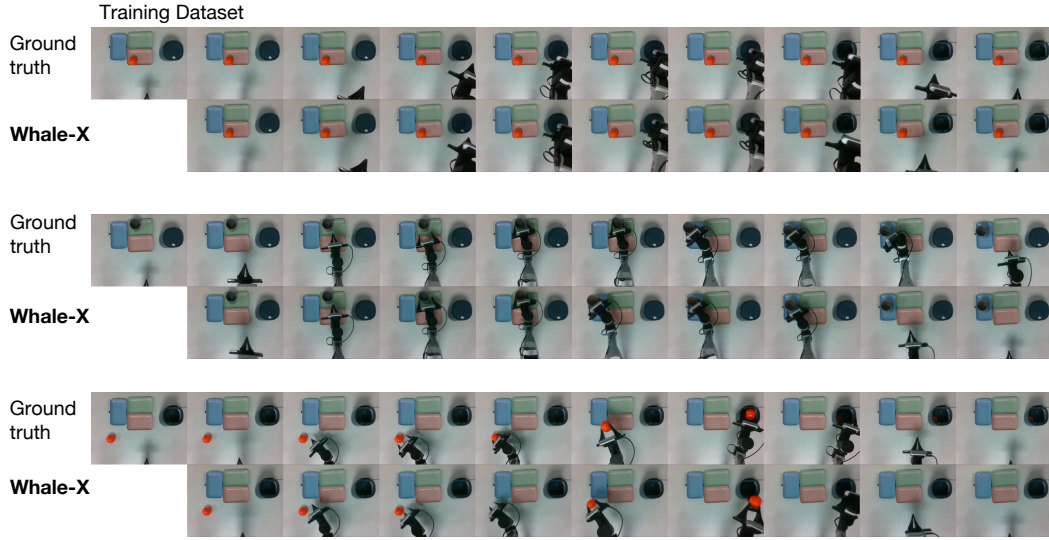 Training Dataset
Ground
truth
Whale-X
Ground
truth
Whale-X
Ground
truth
Whale-X